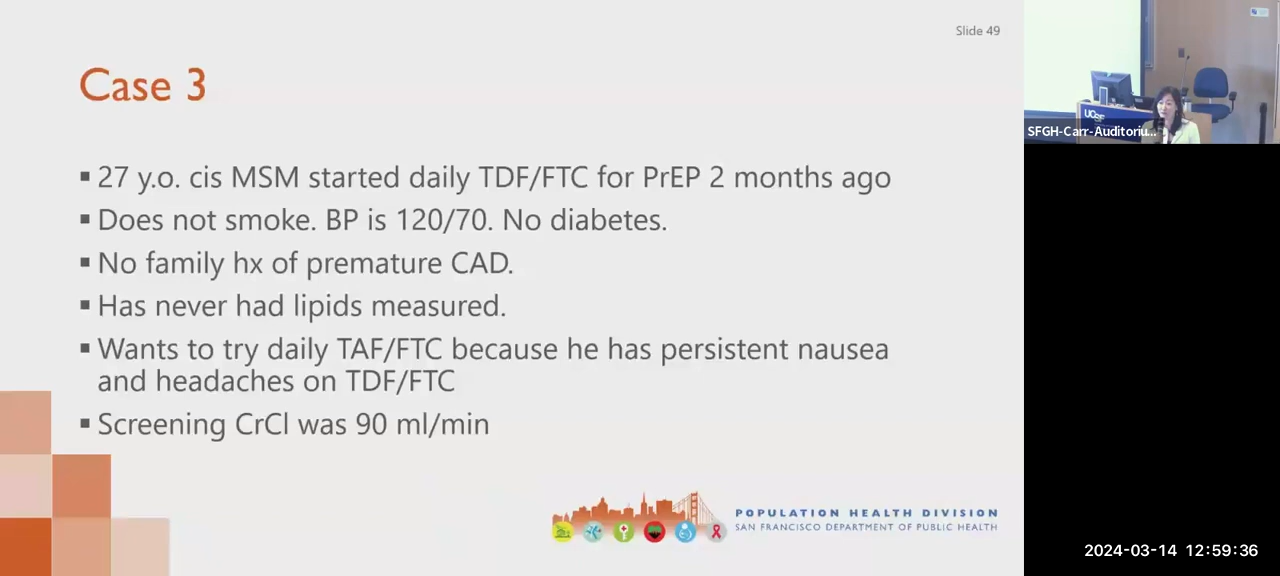 Slide 49
Case 3
▪ 27 y.o. cis MSM started daily TDF/FTC for PrEP 2 months ago
▪ Does not smoke. BP is 120/70. No diabetes.
▪ No family hx of premature CAD.
▪ Has never had lipids measured.
▪ Wants to try daily TAF/FTC because he has persistent nausea
and headaches on TDF/FTC
▪ Screening CrCl was 90 ml/min
POPULATION HEALTH DIVISION
SAN FRANCISCO DEPARTMENT OF PUBLIC HEALTH
UCSF
SFGH-Carr-Auditoriu...
2024-03-14 12:59:36